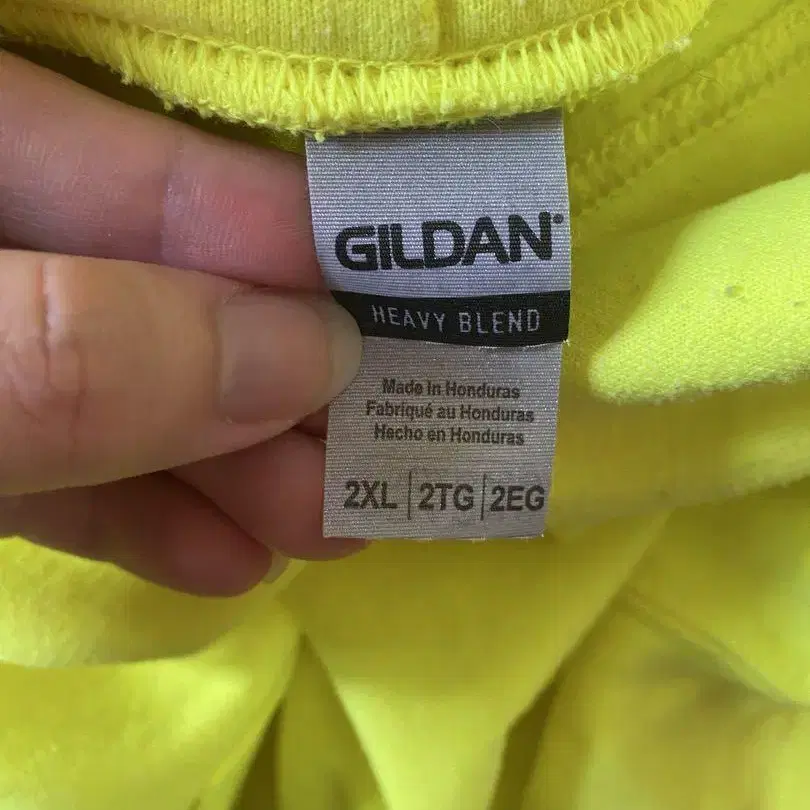 GILDAN®
HEAVY BLEND
Made in Honduras
Fabriqué au Honduras
Hecho en Honduras
2XL | 2TG | 2EG